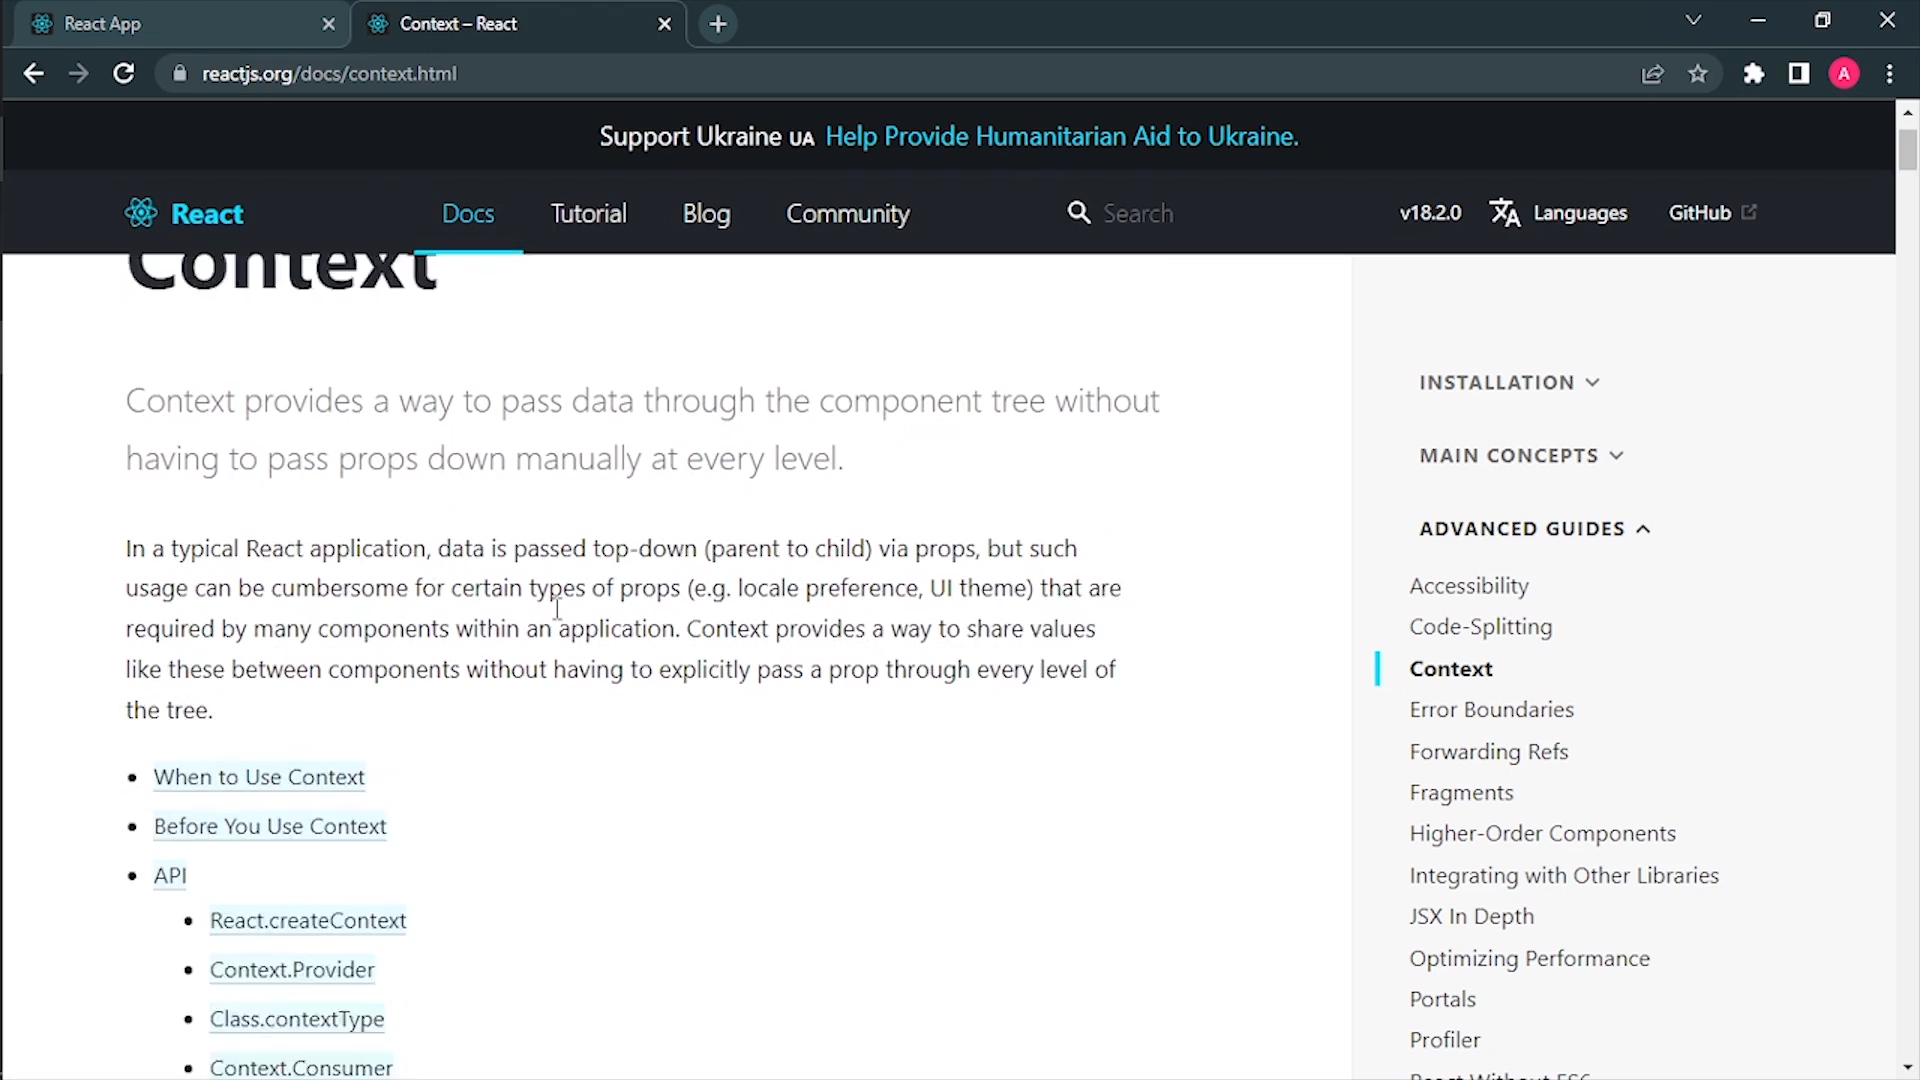 React App
Context – React
reactjs.org/docs/context.html
A
Support Ukraine UA Help Provide Humanitarian Aid to Ukraine.
React
Docs
Tutorial
Blog
Community
Search
v18.2.0
Languages
GitHub
Context
Context provides a way to pass data through the component tree without
having to pass props down manually at every level.
In a typical React application, data is passed top-down (parent to child) via props, but such
usage can be cumbersome for certain types of props (e.g. locale preference, UI theme) that are
required by many components within an application. Context provides a way to share values
like these between components without having to explicitly pass a prop through every level of
the tree.
When to Use Context
Before You Use Context
API
React.createContext
Context.Provider
Class.contextType
Context.Consumer
INSTALLATION
MAIN CONCEPTS
ADVANCED GUIDES
Accessibility
Code-Splitting
Context
Error Boundaries
Forwarding Refs
Fragments
Higher-Order Components
Integrating with Other Libraries
JSX In Depth
Optimizing Performance
Portals
Profiler
React Without ES6